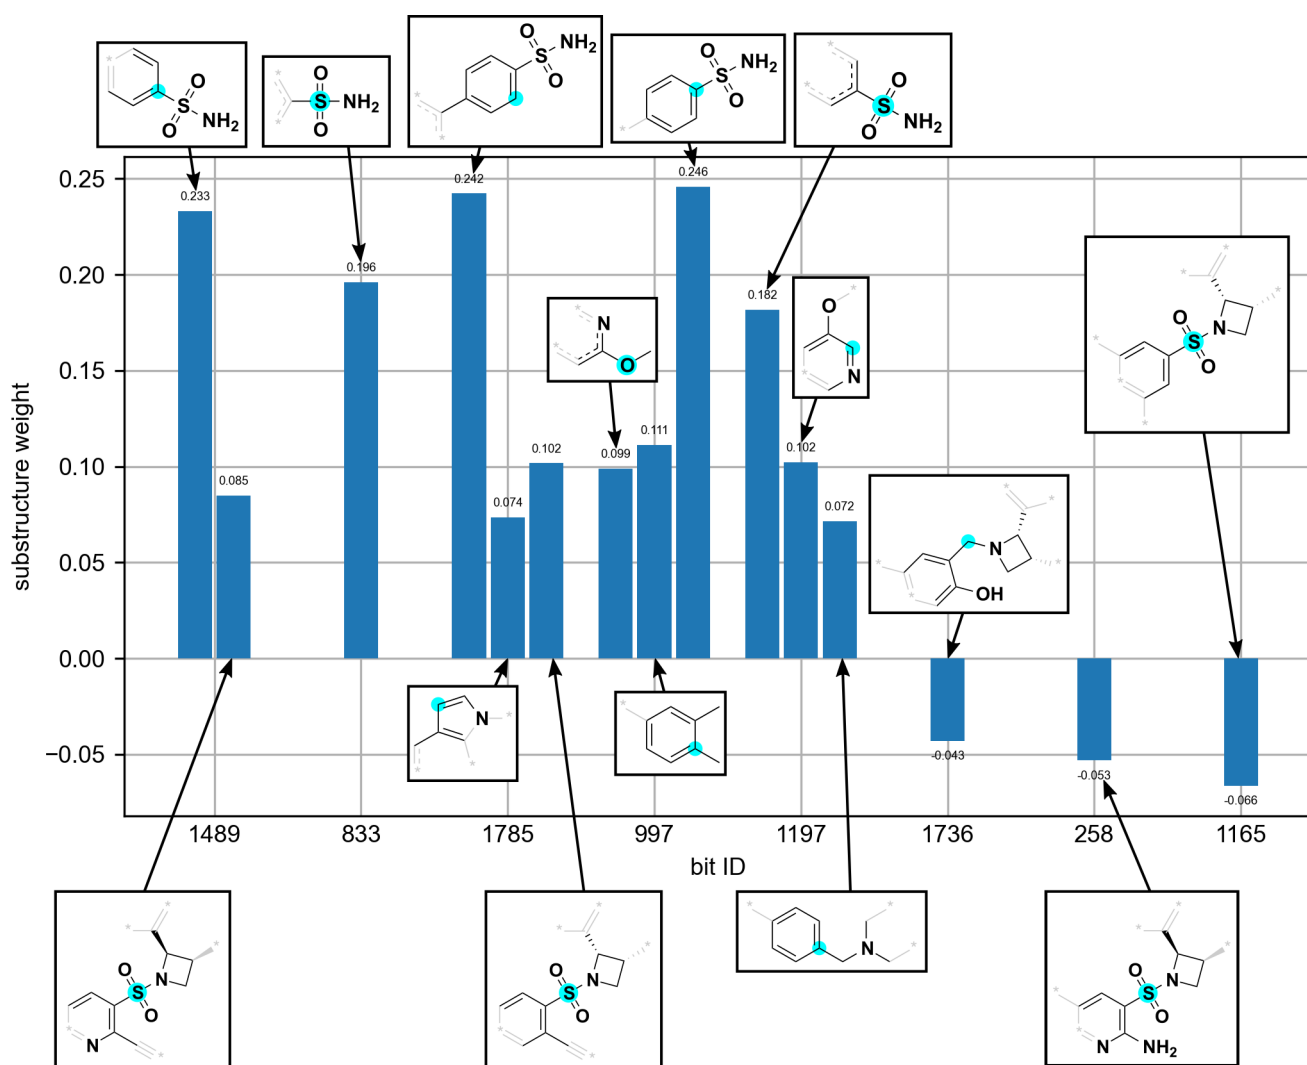 O
S
NH2
O
O
S
NH2
O
O
S
NH2
O
O
S
NH2
O
O
S
NH2
O
0.25
0.20
0.15
0.10
0.05
0.00
−0.05
substructure weight
0.233
0.085
0.196
0.242
0.074
0.102
0.099
0.111
0.246
0.182
0.102
0.072
-0.043
-0.053
-0.066
N
O
O
N
O
S
N
O
N
OH
N
1489
833
1785
997
1197
1736
258
1165
bit ID
O
S
N
O
N
O
S
N
O
N
O
S
N
O
N
NH2